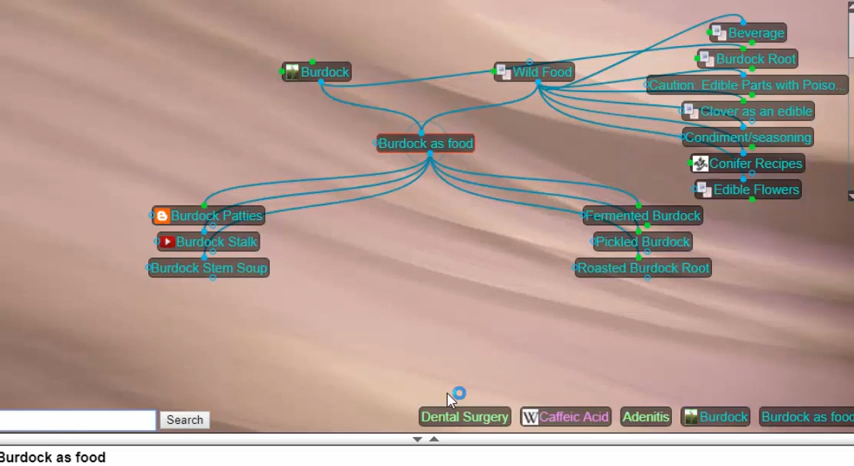 Beverage
Burdock Root
Burdock
Wild Food
Caution Edible Parts with Poiso...
Clover as an edible
Condiment/seasoning
Burdock as food
Conifer Recipes
Edible Flowers
Burdock Patties
Fermented Burdock
Burdock Stalk
Pickled Burdock
Burdock Stem Soup
Roasted Burdock Root
Search
Dental Surgery
W Caffeic Acid
Adenitis
Burdock
Burdock as food
Burdock as food